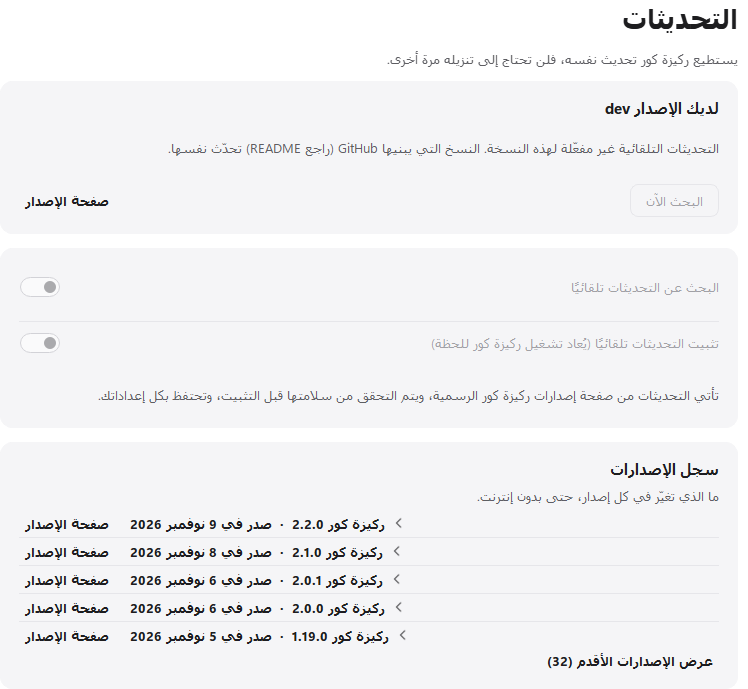 التحديثات
يستطيع ركيزة كور تحديث نفسه، فلن تحتاج إلى تنزيله مرة أخرى.
لديك الإصدار dev
التحديثات التلقائية غير مفعّلة لهذه النسخة. النسخ التي يبنيها GitHub (راجع README) تحدّث نفسها.
البحث الآن
صفحة الإصدار
البحث عن التحديثات تلقائيًا
تثبيت التحديثات تلقائيًا (يُعاد تشغيل ركيزة كور للحظة)
تأتي التحديثات من صفحة إصدارات ركيزة كور الرسمية، ويتم التحقق من سلامتها قبل التثبيت، وتحتفظ بكل إعداداتك.
سجل الإصدارات
ما الذي تغيّر في كل إصدار، حتى بدون إنترنت.
ركيزة كور 2.2.0 · صدر في 9 نوفمبر 2026 صفحة الإصدار
ركيزة كور 2.1.0 · صدر في 8 نوفمبر 2026 صفحة الإصدار
ركيزة كور 2.0.1 · صدر في 6 نوفمبر 2026 صفحة الإصدار
ركيزة كور 2.0.0 · صدر في 6 نوفمبر 2026 صفحة الإصدار
ركيزة كور 1.19.0 · صدر في 5 نوفمبر 2026 صفحة الإصدار
عرض الإصدارات الأقدم (32)